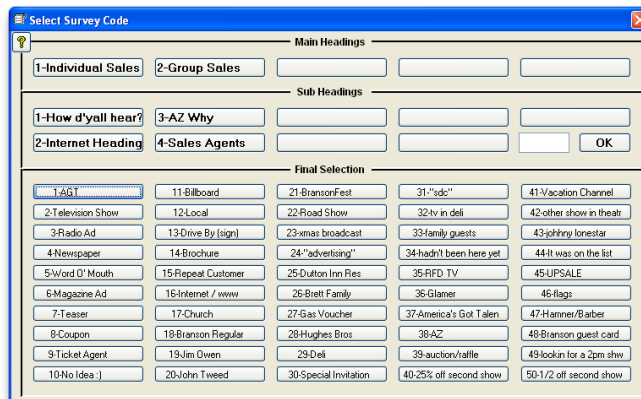 Select Survey Code
?
Main Headings
1-Individual Sales 2-Group Sales
Sub Headings
1-How d'yall hear? 3-AZ Why
2-Internet Heading 4-Sales Agents OK
Final Selection
1-AGT 11-Billboard 21-BransonFest 31-"sdc" 41-Vacation Channel
2-Television Show 12-Local 22-Road Show 32-tv in deli 42-other show in theatr
3-Radio Ad 13-Drive By (sign) 23-xmas broadcast 33-family guests 43-johhny lonestar
4-Newspaper 14-Brochure 24-"advertising" 34-hadn't been here yet 44-It was on the list
5-Word O' Mouth 15-Repeat Customer 25-Dutton Inn Res 35-RFD TV 45-UPSALE
6-Magazine Ad 16-Internet / www 26-Brett Family 36-Glamer 46-flags
7-Teaser 17-Church 27-Gas Voucher 37-America's Got Talen 47-Hamner/Barber
8-Coupon 18-Branson Regular 28-Hughes Bros 38-AZ 48-Branson guest card
9-Ticket Agent 19-Jim Owen 29-Deli 39-auction/raffle 49-lookin for a 2pm shw
10-No Idea :) 20-John Tweed 30-Special Invitation 40-25% off second show 50-1/2 off second show